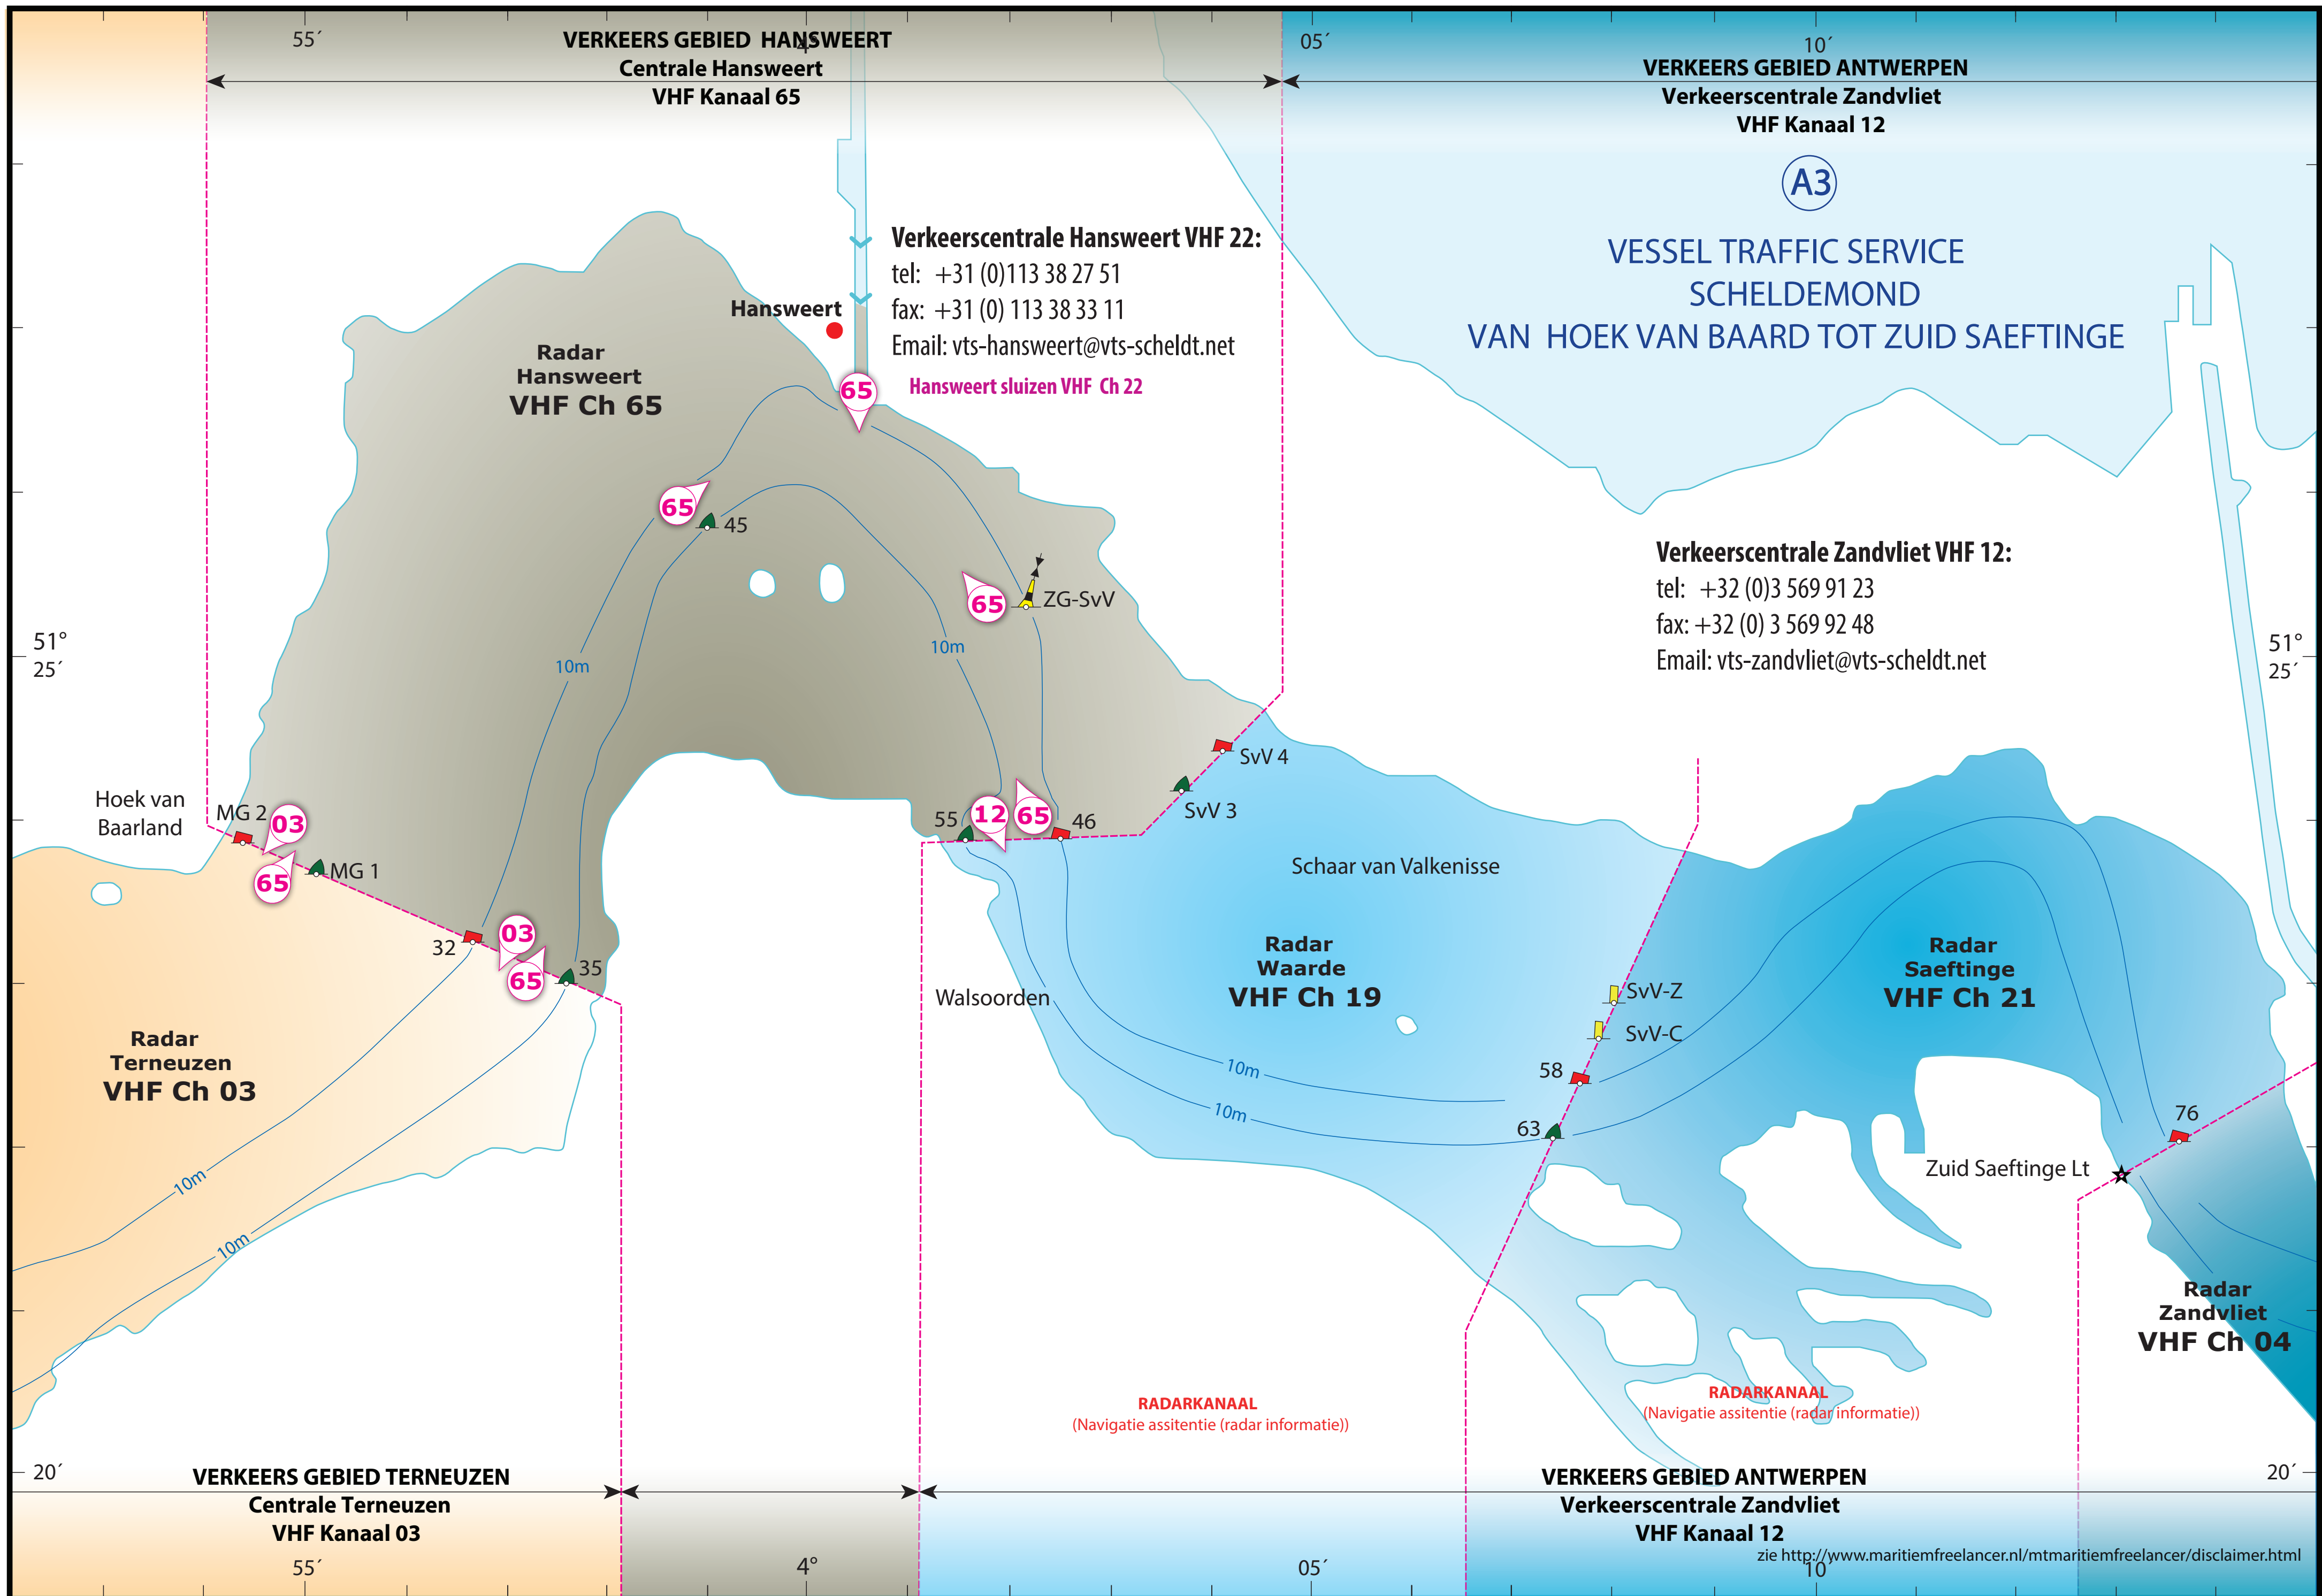 55´
4°
05´
10´
VERKEERS GEBIED  HANSWEERT
Centrale Hansweert
VHF Kanaal 65
VERKEERS GEBIED ANTWERPEN
Verkeerscentrale Zandvliet
VHF Kanaal 12
A3
VESSEL TRAFFIC SERVICE
SCHELDEMOND
VAN  HOEK VAN BAARD TOT ZUID SAEFTINGE
Verkeerscentrale Hansweert VHF 22:
tel:   +31 (0)113 38 27 51
fax:  +31 (0) 113 38 33 11
Email: vts-hansweert@vts-scheldt.net
Hansweert sluizen VHF  Ch 22
Hansweert
Radar
Hansweert
VHF Ch 65
65
65
45
65
ZG-SvV
10m
10m
Verkeerscentrale Zandvliet VHF 12:
tel:   +32 (0)3 569 91 23
fax: +32 (0) 3 569 92 48
Email: vts-zandvliet@vts-scheldt.net
51°
25´
51°
25´
SvV 4
SvV 3
Hoek van
Baarland
MG 2
03
65
MG 1
55
12
65
46
Schaar van Valkenisse
32
03
65
35
Walsoorden
Radar
Waarde
VHF Ch 19
Radar
Saeftinge
VHF Ch 21
SvV-Z
SvV-C
58
63
10m
10m
Radar
Terneuzen
VHF Ch 03
10m
10m
76
Zuid Saeftinge Lt
Radar
Zandvliet
VHF Ch 04
RADARKANAAL
(Navigatie assitentie (radar informatie))
RADARKANAAL
(Navigatie assitentie (radar informatie))
20´
20´
VERKEERS GEBIED TERNEUZEN
Centrale Terneuzen
VHF Kanaal 03
VERKEERS GEBIED ANTWERPEN
Verkeerscentrale Zandvliet
VHF Kanaal 12
zie http://www.maritiemfreelancer.nl/mtmaritiemfreelancer/disclaimer.html
55´
4°
05´
10´